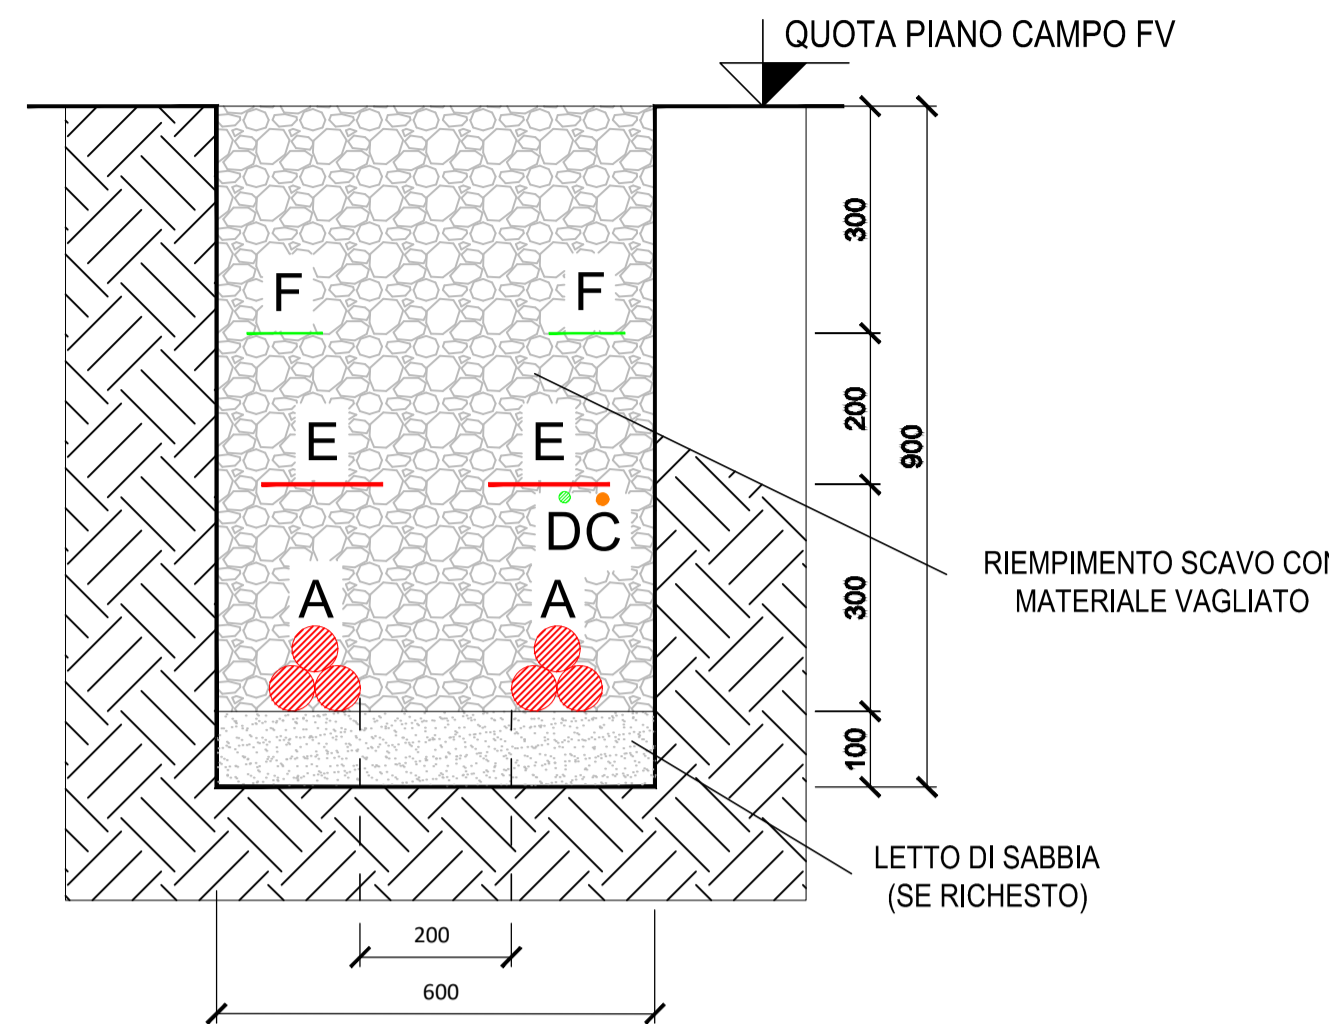 QUOTA PIANO CAMPO FV
F F
E E
DC
A A
300
200
300
100
900
RIEMPIMENTO SCAVO CON
MATERIALE VAGLIATO
LETTO DI SABBIA
(SE RICHESTO)
200
600